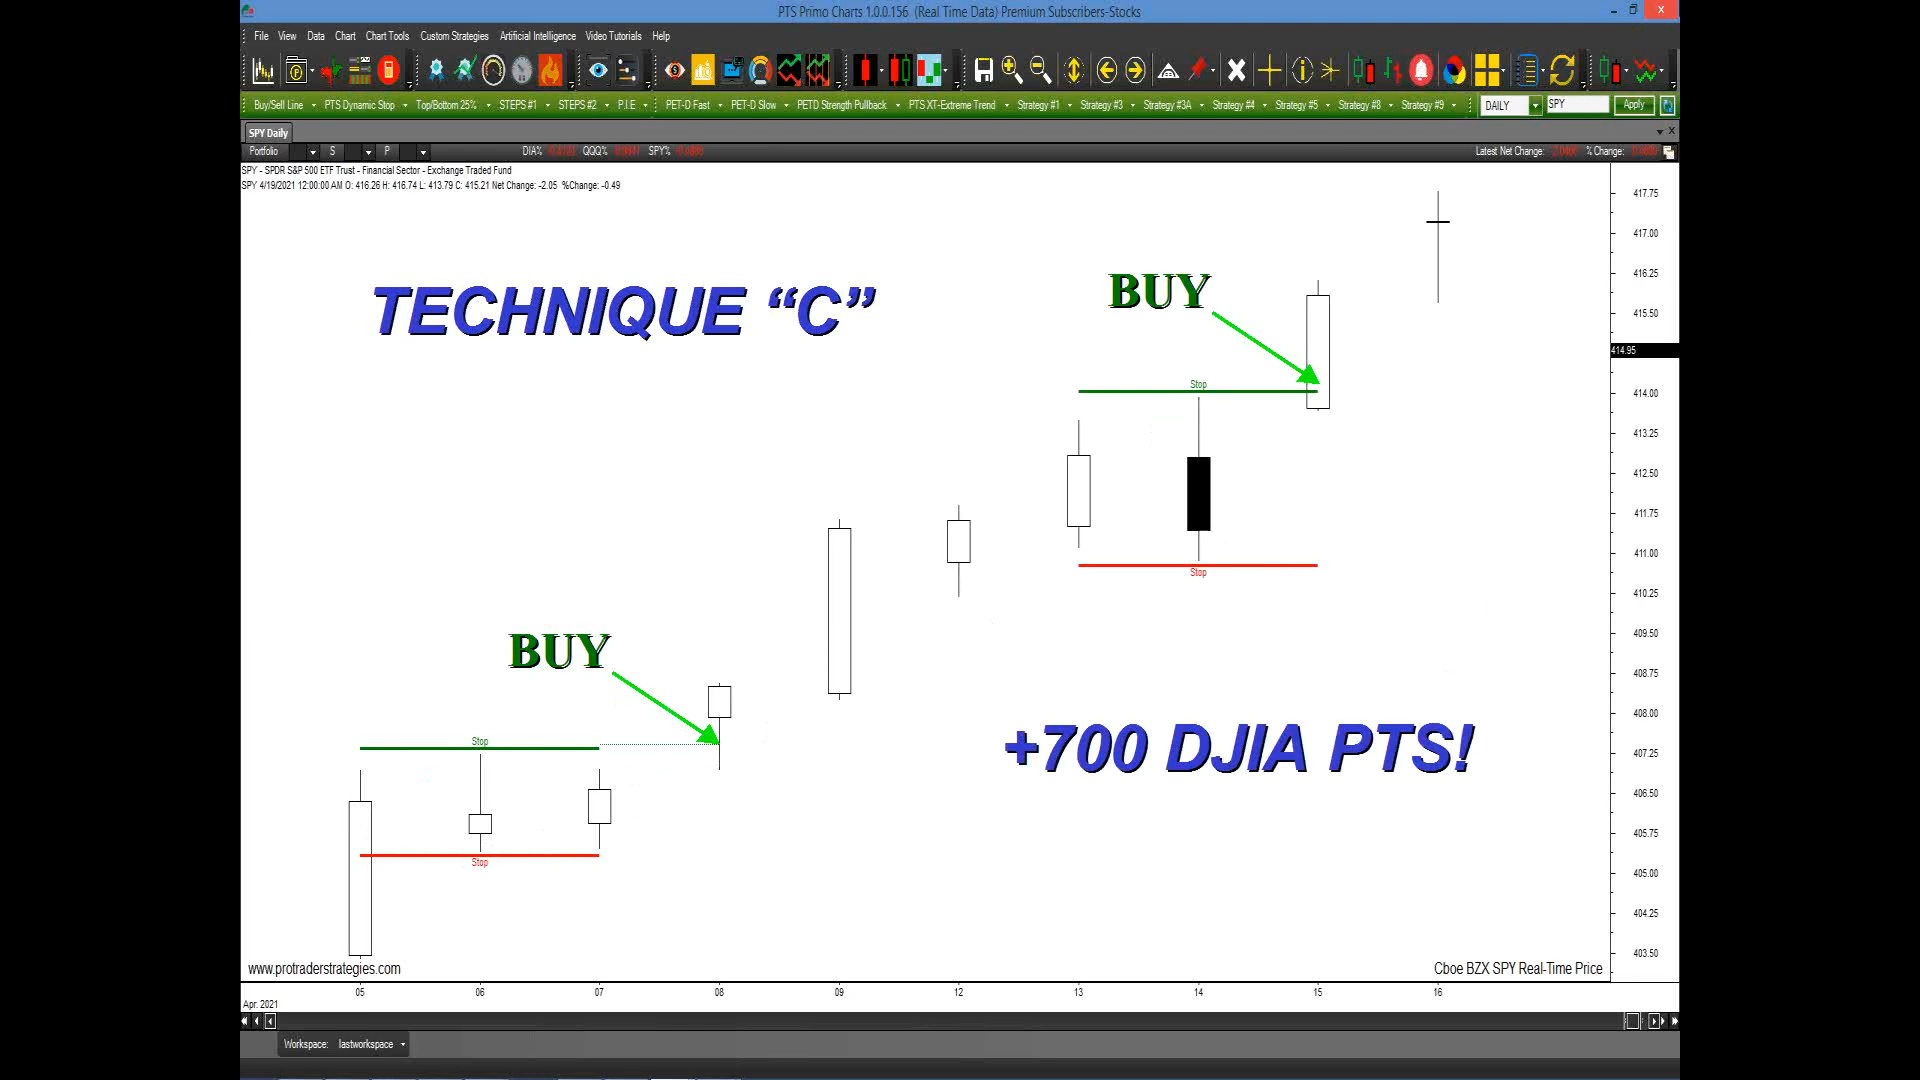 PTS Primo Charts 1.0.0.156 (Real Time Data) Premium Subscribers-Stocks
File View Data Chart Chart Tools Custom Strategies Artificial Intelligence Video Tutorials Help
Buy/Sell Line PTS Dynamic Stop Top/Bottom 25% STEPS #1 STEPS #2 P.I.E PET-D Fast PET-D Slow PETD Strength Pullback PTS XT-Extreme Trend Strategy #1 Strategy #3 Strategy #3A Strategy #4 Strategy #5 Strategy #8 Strategy #9 DAILY SPY Apply
SPY Daily
Portfolio S P DIA% QQQ% SPY% Latest Net Change: % Change:
SPY - SPDR S&P 500 ETF Trust - Financial Sector - Exchange Traded Fund
SPY 4/19/2021 12:00:00 AM O: 416.26 H: 416.74 L: 413.79 C: 415.21 Net Change: -2.05 %Change: -0.49
417.75
417.00
416.25
415.50
414.95
414.00
413.25
412.50
411.75
411.00
410.25
409.50
408.75
408.00
407.25
406.50
405.75
405.00
404.25
403.50
TECHNIQUE “C”
BUY
Stop
Stop
BUY
Stop
Stop
+700 DJIA PTS!
www.protraderstrategies.com
Cboe BZX SPY Real-Time Price
05 06 07 08 09 12 13 14 15 16
Apr. 2021
Workspace: lastworkspace